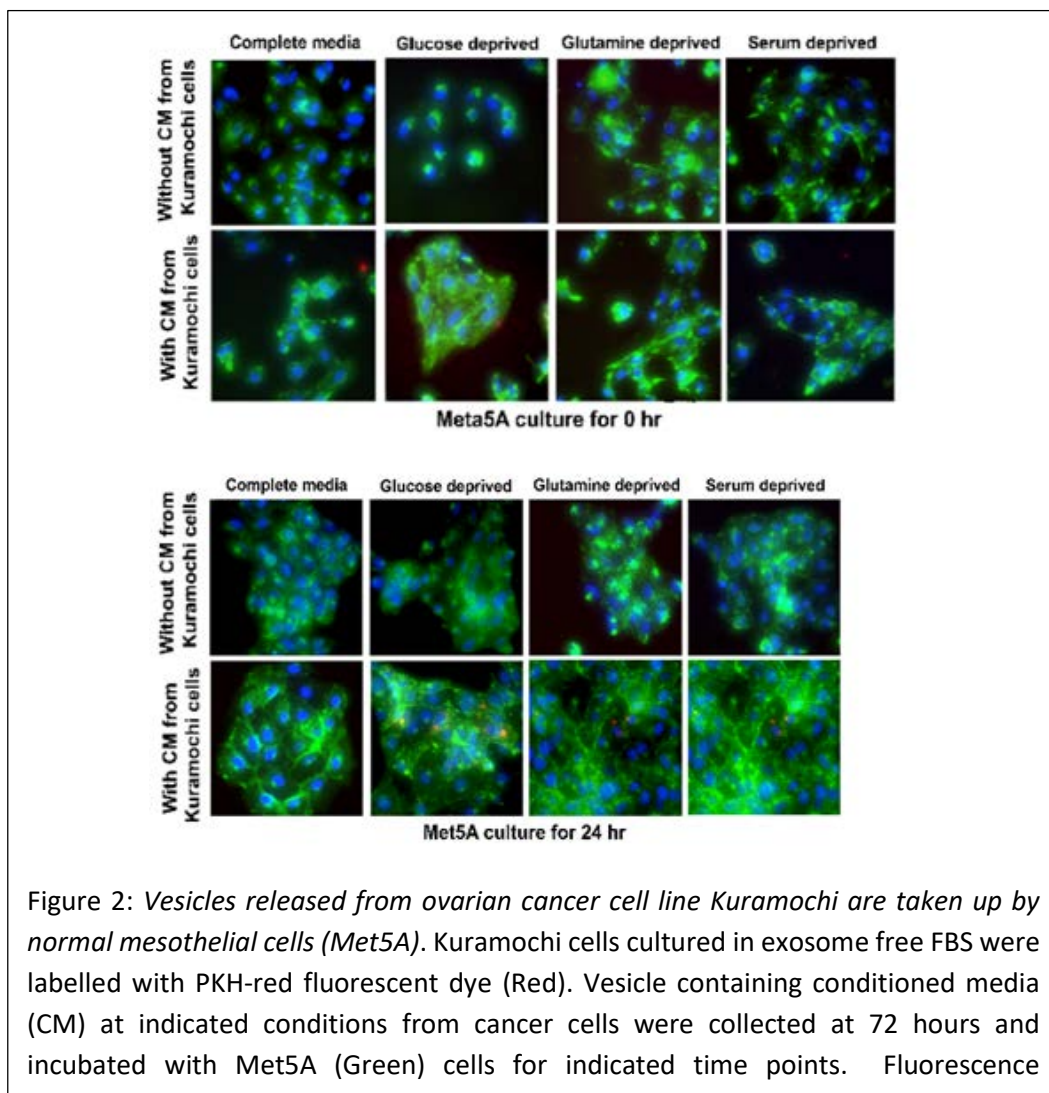 Complete media Glucose deprived Glutamine deprived Serum deprived
Without CM from
Kuramochi cells
With CM from
Kuramochi cells
Meta5A culture for 0 hr
Complete media Glucose deprived Glutamine deprived Serum deprived
Without CM from
Kuramochi cells
With CM from
Kuramochi cells
Met5A culture for 24 hr
Figure 2: Vesicles released from ovarian cancer cell line Kuramochi are taken up by
normal mesothelial cells (Met5A). Kuramochi cells cultured in exosome free FBS were
labelled with PKH-red fluorescent dye (Red). Vesicle containing conditioned media
(CM) at indicated conditions from cancer cells were collected at 72 hours and
incubated with Met5A (Green) cells for indicated time points. Fluorescence